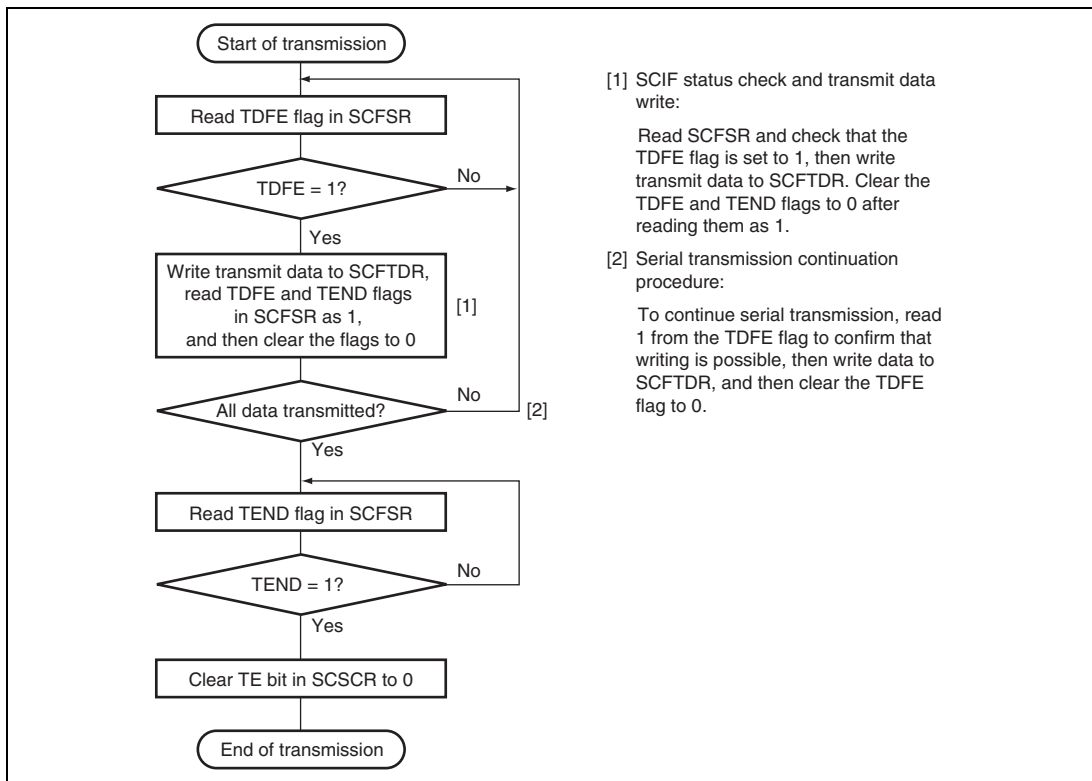 Start of transmission
Read TDFE flag in SCFSR
TDFE = 1?
No
Yes
Write transmit data to SCFTDR,
read TDFE and TEND flags
in SCFSR as 1,
and then clear the flags to 0
[1]
All data transmitted?
No
[2]
Yes
Read TEND flag in SCFSR
TEND = 1?
No
Yes
Clear TE bit in SCSCR to 0
End of transmission
[1] SCIF status check and transmit data
write:
Read SCFSR and check that the
TDFE flag is set to 1, then write
transmit data to SCFTDR. Clear the
TDFE and TEND flags to 0 after
reading them as 1.
[2] Serial transmission continuation
procedure:
To continue serial transmission, read
1 from the TDFE flag to confirm that
writing is possible, then write data to
SCFTDR, and then clear the TDFE
flag to 0.